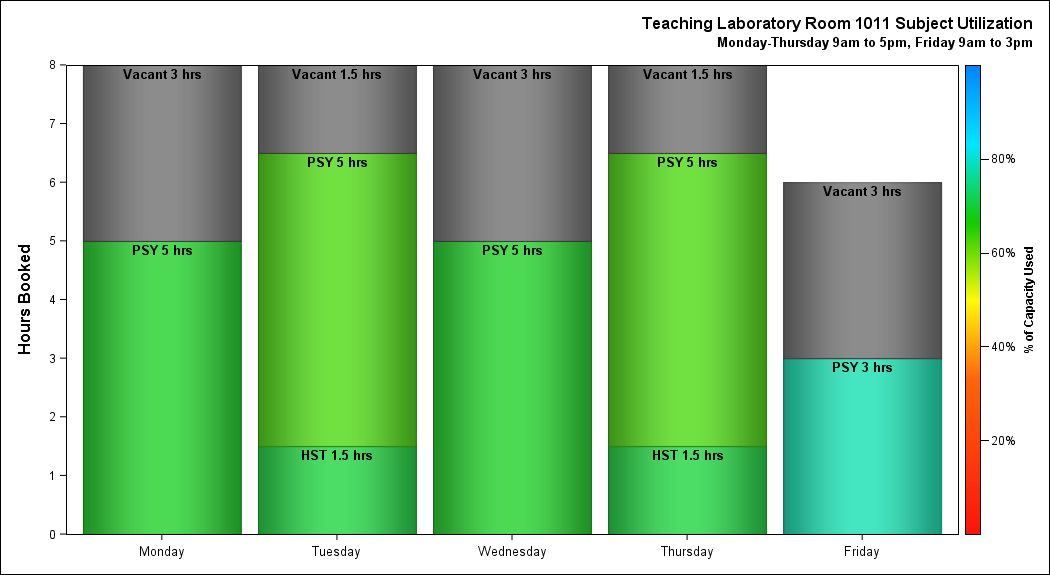 Teaching Laboratory Room 1011 Subject Utilization
Monday-Thursday 9am to 5pm, Friday 9am to 3pm
Hours Booked
8
7
6
5
4
3
2
1
0
Vacant 3 hrs
PSY 5 hrs
Vacant 1.5 hrs
PSY 5 hrs
HST 1.5 hrs
Vacant 3 hrs
PSY 5 hrs
Vacant 1.5 hrs
PSY 5 hrs
HST 1.5 hrs
Vacant 3 hrs
PSY 3 hrs
Monday
Tuesday
Wednesday
Thursday
Friday
80%
60%
40%
20%
% of Capacity Used